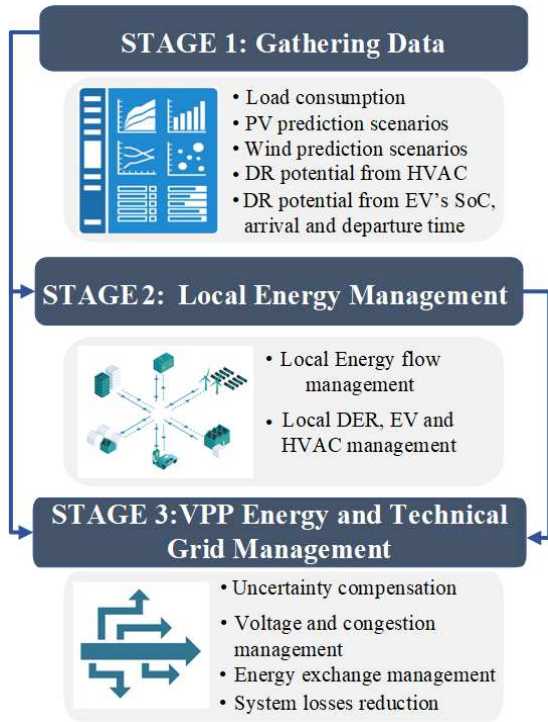 STAGE 1: Gathering Data
• Load consumption
• PV prediction scenarios
• Wind prediction scenarios
• DR potential from HVAC
• DR potential from EV's SoC,
arrival and departure time
STAGE2: Local Energy Management
• Local Energy flow
management
• Local DER, EV and
HVAC management
STAGE 3:VPP Energy and Technical
Grid Management
• Uncertainty compensation
• Voltage and congestion
management
• Energy exchange management
• System losses reduction